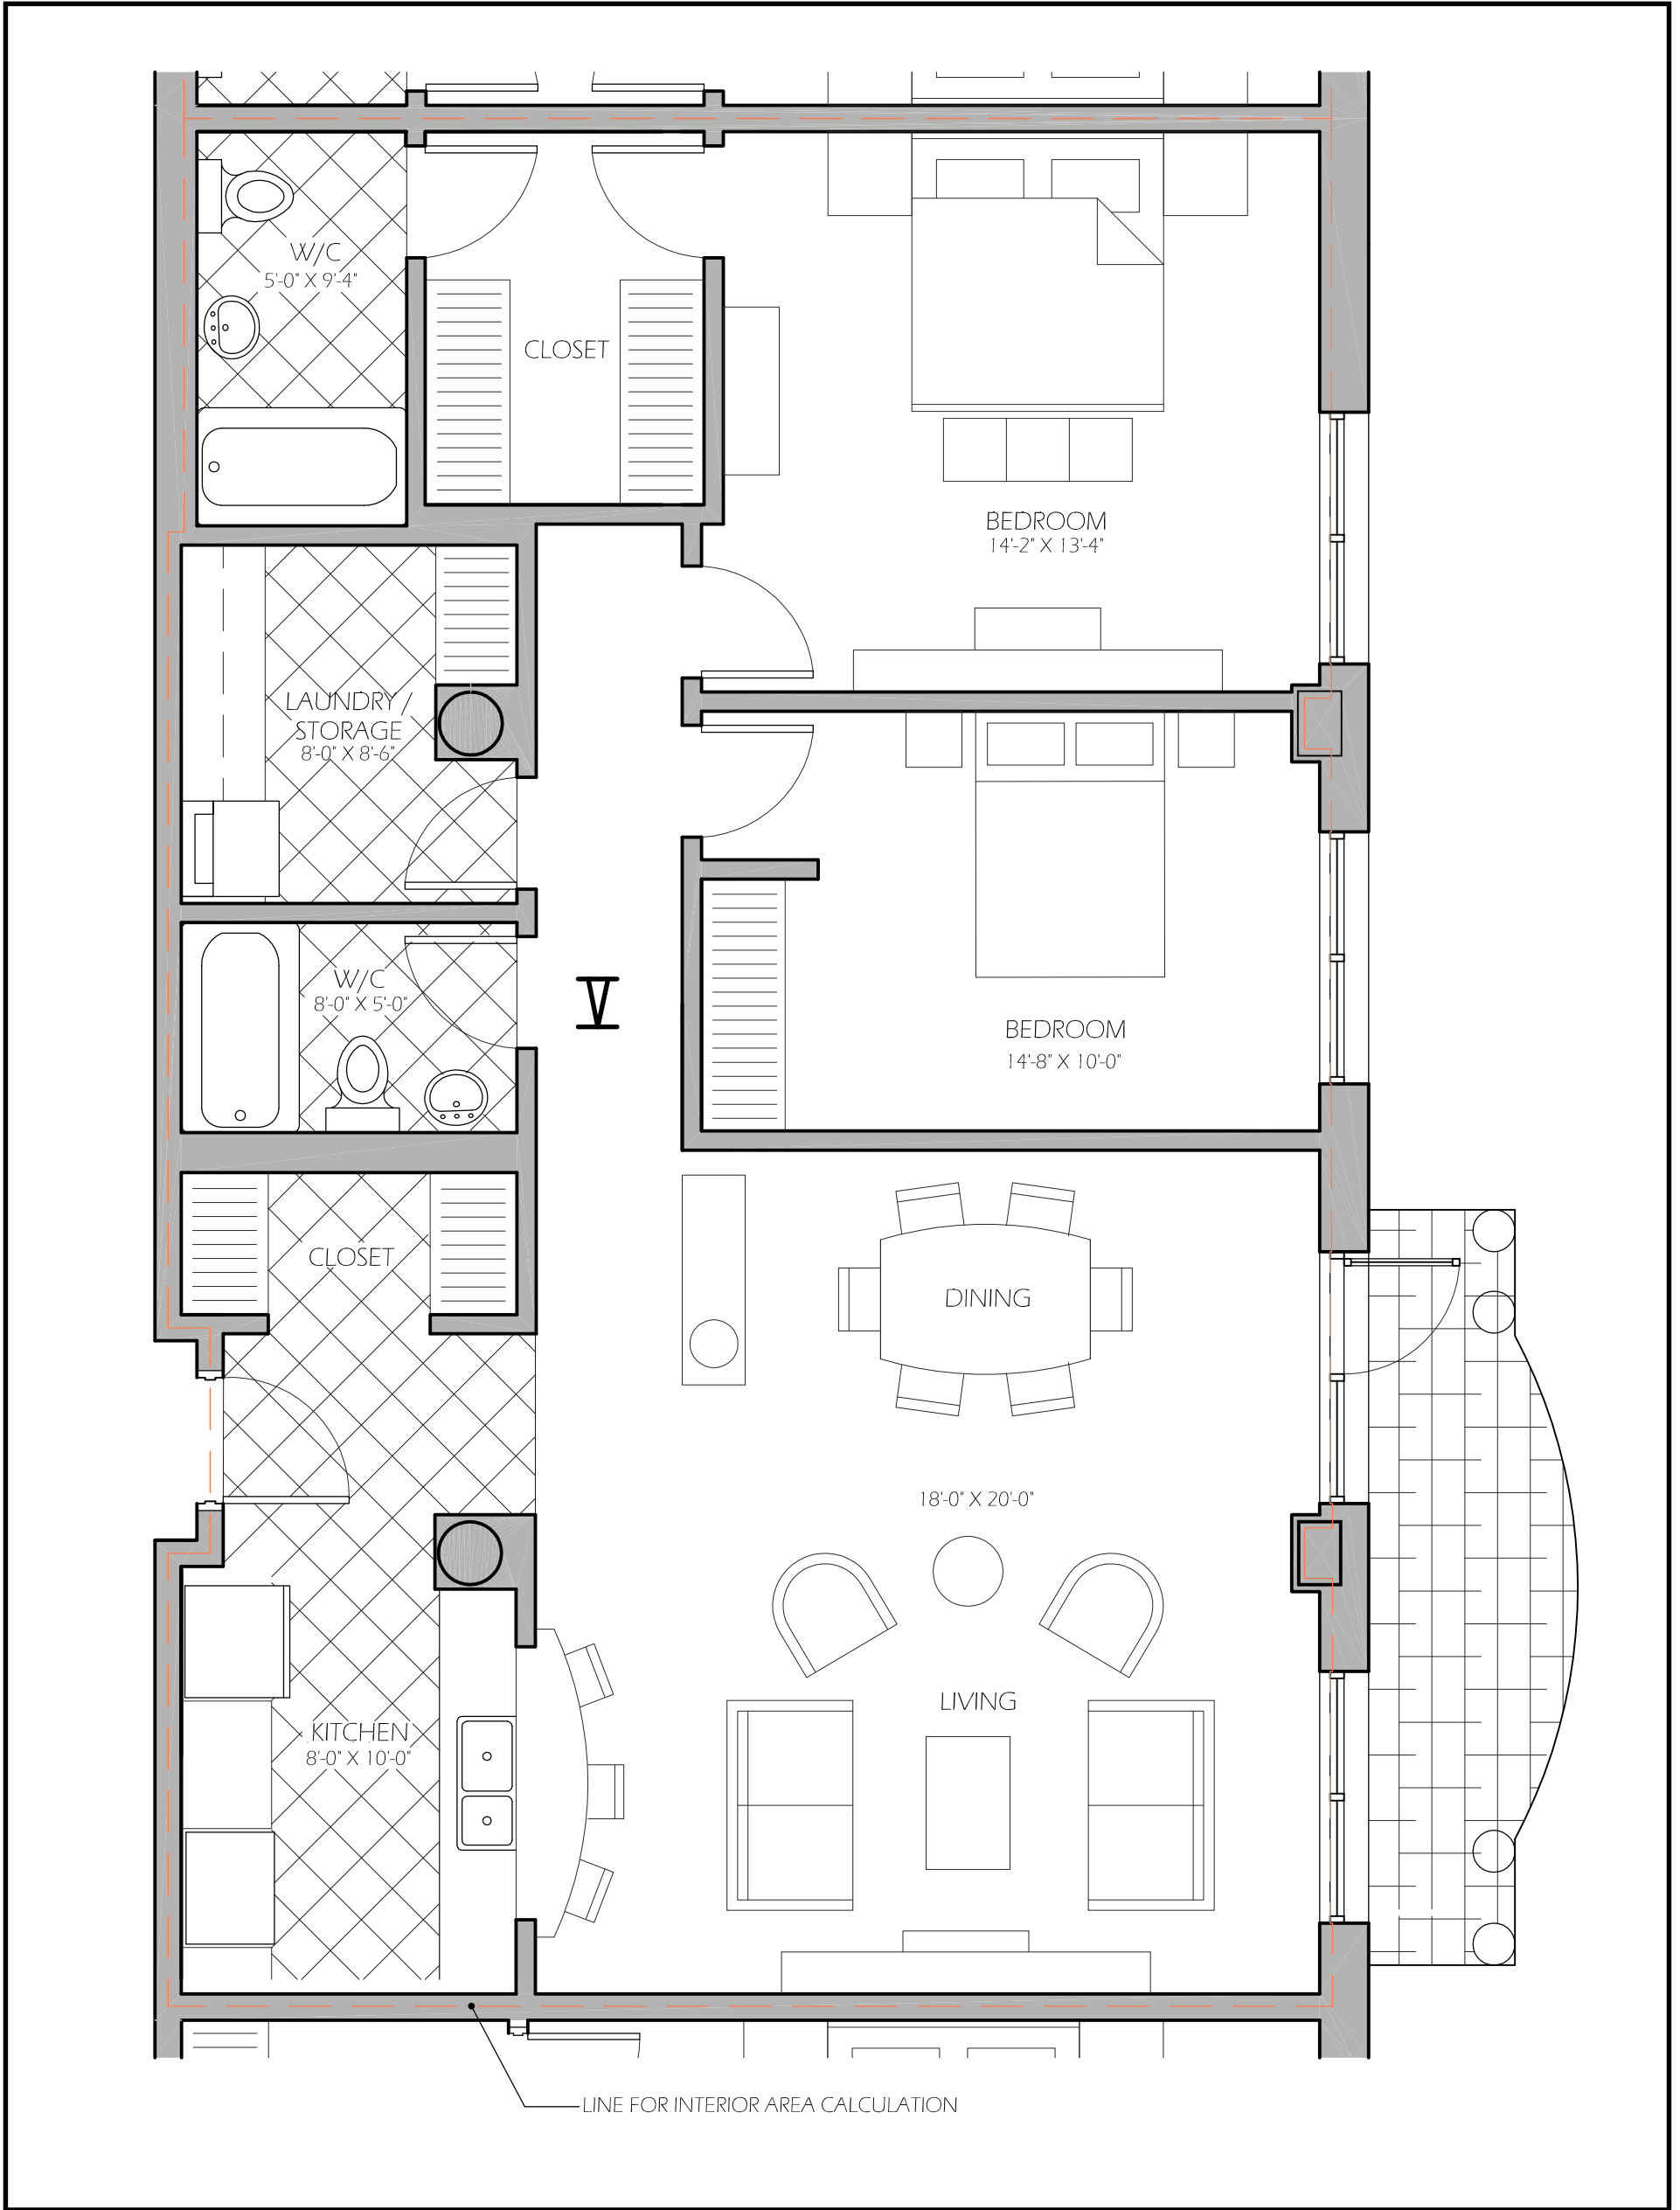 W/C
5'-0" X 9'-4"
CLOSET
BEDROOM
14'-2" X 13'-4"
LAUNDRY /
STORAGE
8'-0" X 8'-6"
W/C
8'-0" X 5'-0"
V
BEDROOM
14'-8" X 10'-0"
CLOSET
DINING
18'-0" X 20'-0"
LIVING
KITCHEN
8'-0" X 10'-0"
LINE FOR INTERIOR AREA CALCULATION